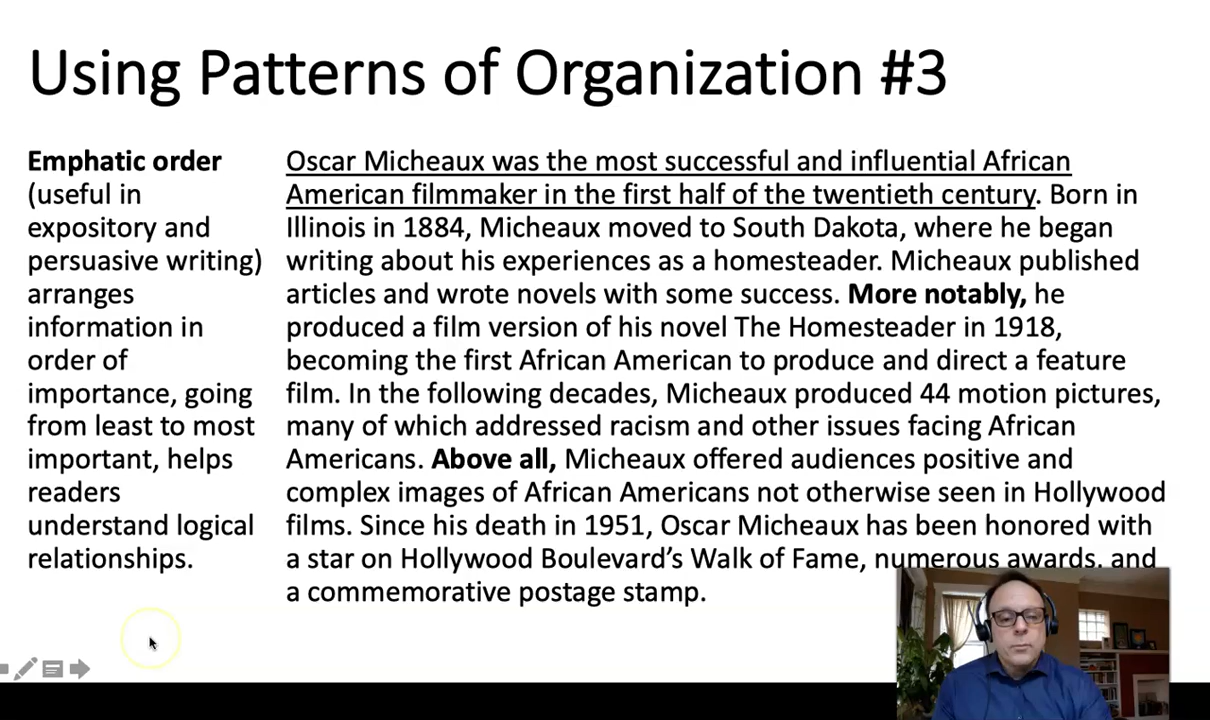 Using Patterns of Organization #3
Emphatic order
(useful in
expository and
persuasive writing)
arranges
information in
order of
importance, going
from least to most
important, helps
readers
understand logical
relationships.
Oscar Micheaux was the most successful and influential African
American filmmaker in the first half of the twentieth century. Born in
Illinois in 1884, Micheaux moved to South Dakota, where he began
writing about his experiences as a homesteader. Micheaux published
articles and wrote novels with some success. More notably, he
produced a film version of his novel The Homesteader in 1918,
becoming the first African American to produce and direct a feature
film. In the following decades, Micheaux produced 44 motion pictures,
many of which addressed racism and other issues facing African
Americans. Above all, Micheaux offered audiences positive and
complex images of African Americans not otherwise seen in Hollywood
films. Since his death in 1951, Oscar Micheaux has been honored with
a star on Hollywood Boulevard’s Walk of Fame, numerous awards, and
a commemorative postage stamp.